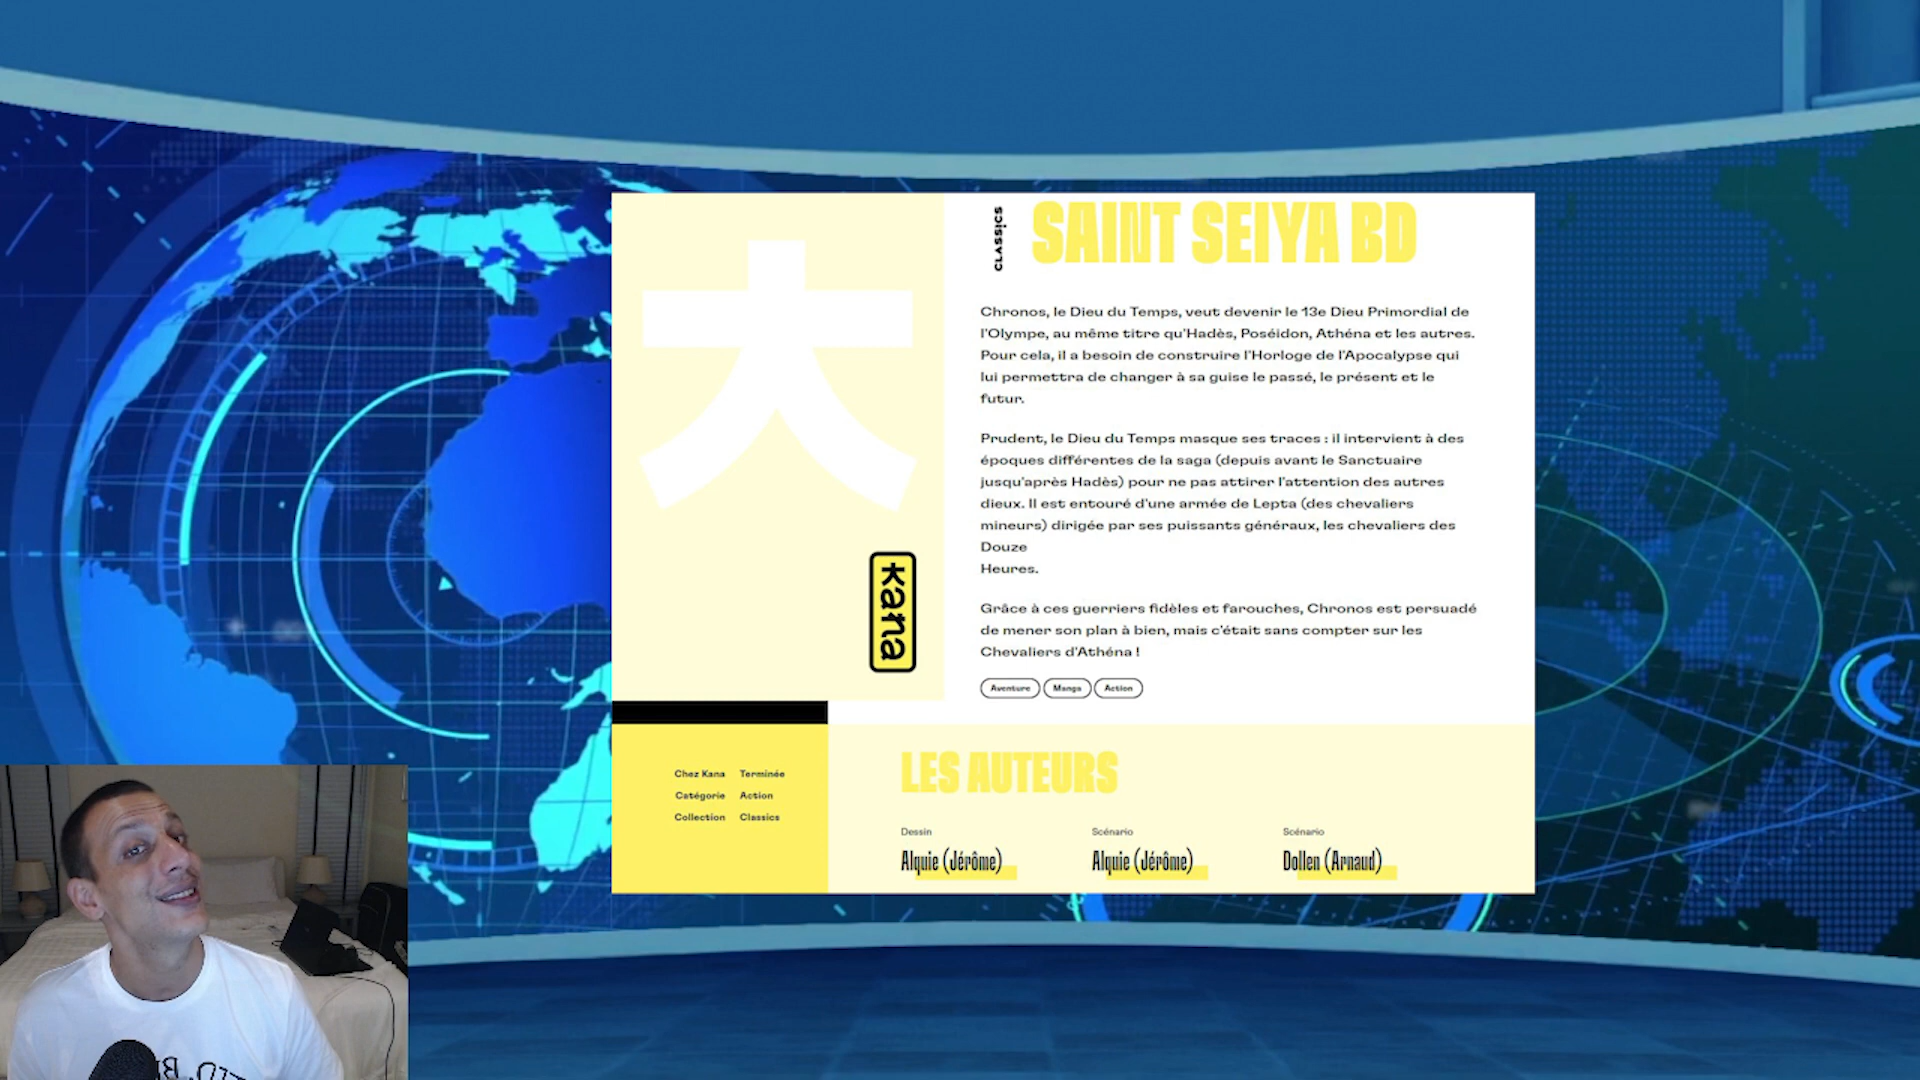 CLASSICS
SAINT SEIYA BD
Chronos, le Dieu du Temps, veut devenir le 13e Dieu Primordial de
l'Olympe, au même titre qu'Hadès, Poséidon, Athéna et les autres.
Pour cela, il a besoin de construire l'Horloge de l'Apocalypse qui
lui permettra de changer à sa guise le passé, le présent et le
futur.
Prudent, le Dieu du Temps masque ses traces : il intervient à des
époques différentes de la saga (depuis avant le Sanctuaire
jusqu'après Hadès) pour ne pas attirer l'attention des autres
dieux. Il est entouré d'une armée de Lepta (des chevaliers
mineurs) dirigée par ses puissants généraux, les chevaliers des
Douze
Heures.
Grâce à ces guerriers fidèles et farouches, Chronos est persuadé
de mener son plan à bien, mais c'était sans compter sur les
Chevaliers d'Athéna !
Aventure Manga Action
大
kana
Chez Kana Terminée
Catégorie Action
Collection Classics
LES AUTEURS
Dessin
Alquie (Jérôme)
Scénario
Alquie (Jérôme)
Scénario
Dollen (Arnaud)